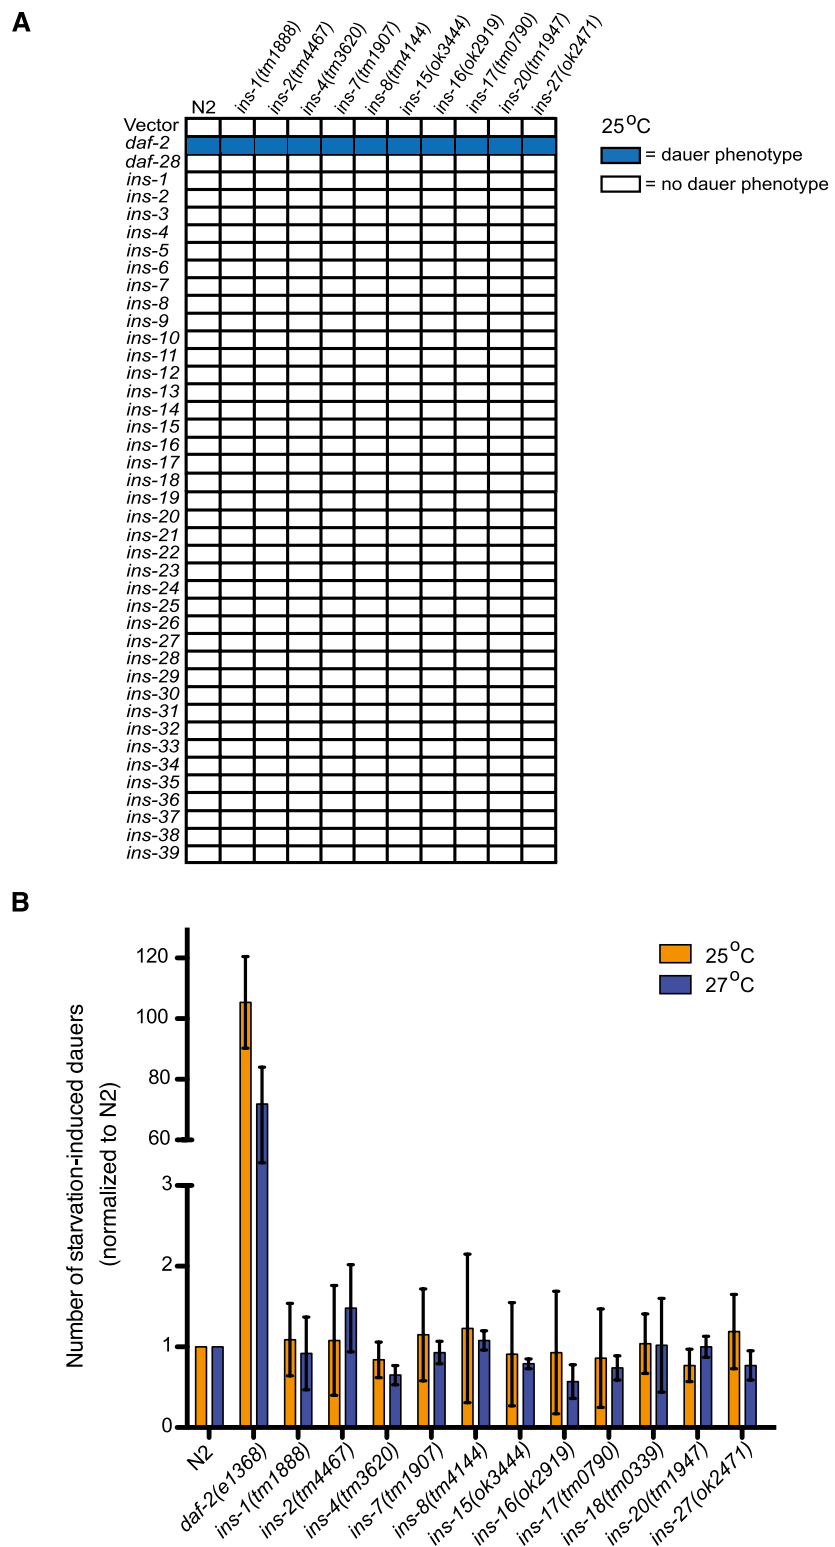 A
N2
ins-1(tm1888)
ins-2(tm4467)
ins-4(tm3620)
ins-7(tm1907)
ins-8(tm4144)
ins-15(ok3444)
ins-16(ok2919)
ins-17(tm0790)
ins-20(tm1947)
ins-27(ok2471)
Vector
daf-2
daf-28
ins-1
ins-2
ins-3
ins-4
ins-5
ins-6
ins-7
ins-8
ins-9
ins-10
ins-11
ins-12
ins-13
ins-14
ins-15
ins-16
ins-17
ins-18
ins-19
ins-20
ins-21
ins-22
ins-23
ins-24
ins-25
ins-26
ins-27
ins-28
ins-29
ins-30
ins-31
ins-32
ins-33
ins-34
ins-35
ins-36
ins-37
ins-38
ins-39
25°C
= dauer phenotype
= no dauer phenotype
B
Number of starvation-induced dauers
(normalized to N2)
120
100
80
60
3
2
1
0
25°C
27°C
N2
daf-2(e1368)
ins-1(tm1888)
ins-2(tm4467)
ins-4(tm3620)
ins-7(tm1907)
ins-8(tm4144)
ins-15(ok3444)
ins-16(ok2919)
ins-17(tm0790)
ins-18(tm0339)
ins-20(tm1947)
ins-27(ok2471)